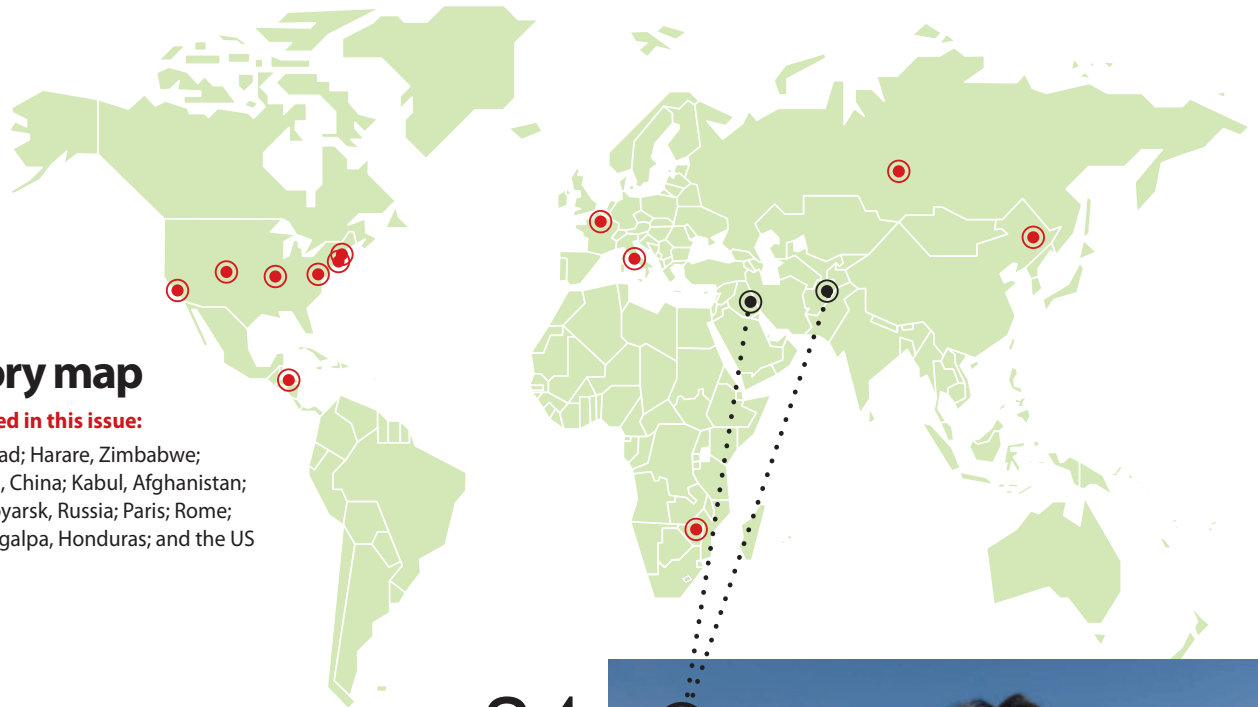 ory map
ed in this issue:
ad; Harare, Zimbabwe;
, China; Kabul, Afghanistan;
yarsk, Russia; Paris; Rome;
galpa, Honduras; and the US